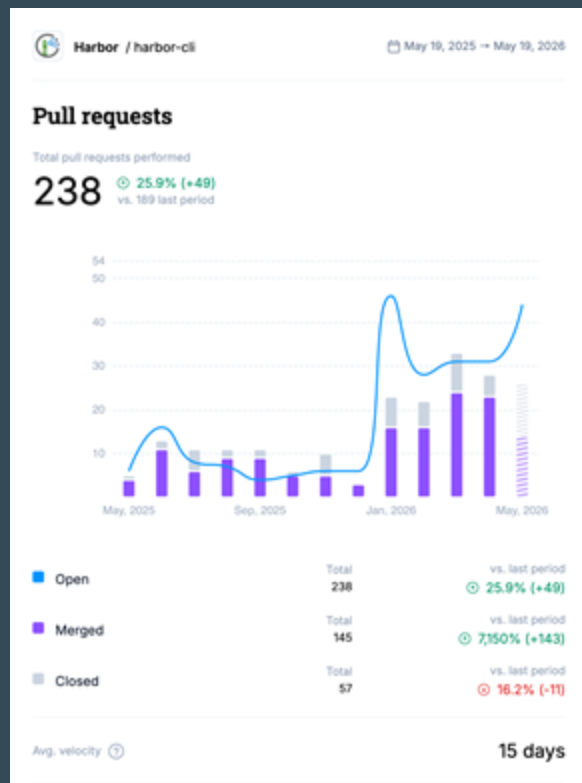 Harbor / harbor-cli
May 19, 2025 → May 19, 2026
Pull requests
Total pull requests performed
238
25.9% (+49)
vs. 189 last period
54
50
40
30
20
10
May, 2025
Sep, 2025
Jan, 2026
May, 2026
Open
Total
238
vs. last period
25.9% (+49)
Merged
Total
145
vs. last period
7,150% (+143)
Closed
Total
57
vs. last period
16.2% (-11)
Avg. velocity ?
15 days